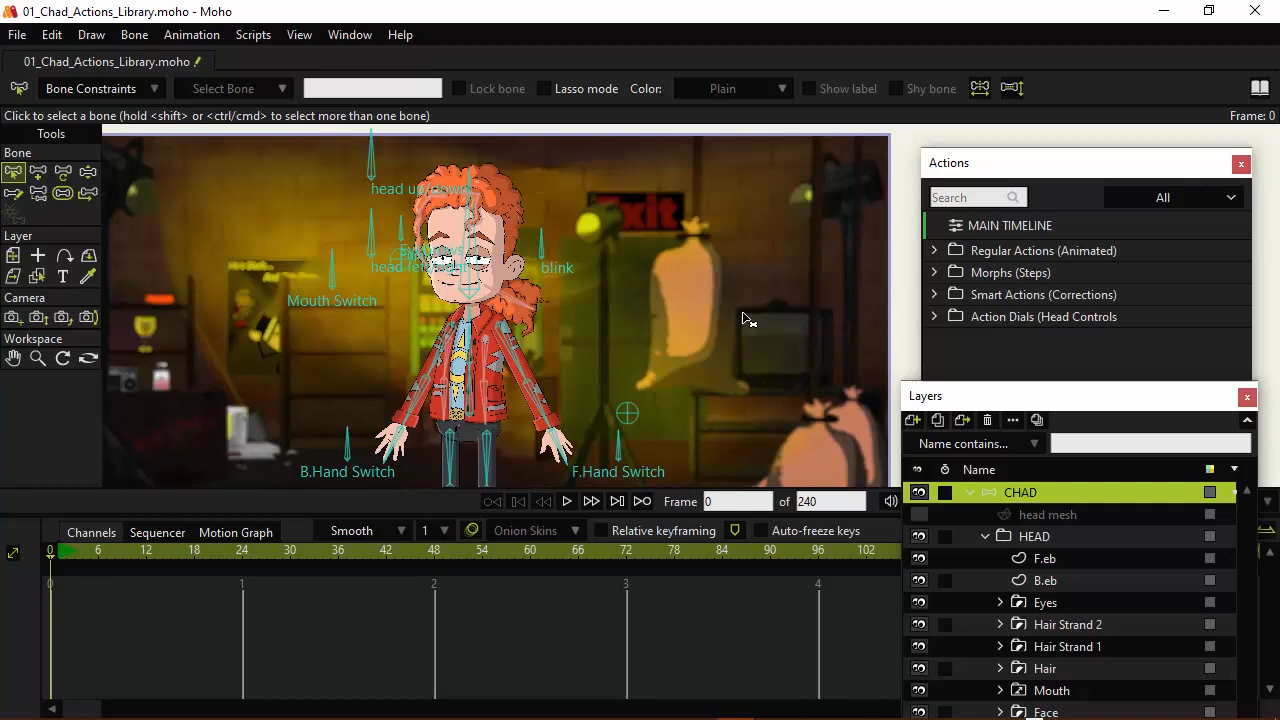 01_Chad_Actions_Library.moho - Moho
File Edit Draw Bone Animation Scripts View Window Help
01_Chad_Actions_Library.moho
Bone Constraints Select Bone Lock bone Lasso mode Color: Plain Show label Shy bone
Click to select a bone (hold <shift> or <ctrl/cmd> to select more than one bone) Frame: 0
Tools
Bone
Layer
Camera
Workspace
head up/down
Exit
head left/right
blink
Mouth Switch
B.Hand Switch
F.Hand Switch
Actions
Search All
MAIN TIMELINE
Regular Actions (Animated)
Morphs (Steps)
Smart Actions (Corrections)
Action Dials (Head Controls
Layers
Name contains...
Name
CHAD
head mesh
HEAD
F.eb
B.eb
Eyes
Hair Strand 2
Hair Strand 1
Hair
Mouth
Face
Frame 0 of 240
Channels Sequencer Motion Graph Smooth 1 Onion Skins Relative keyframing Auto-freeze keys
0 6 12 18 24 30 36 42 48 54 60 66 72 78 84 90 96 102
0 1 2 3 4